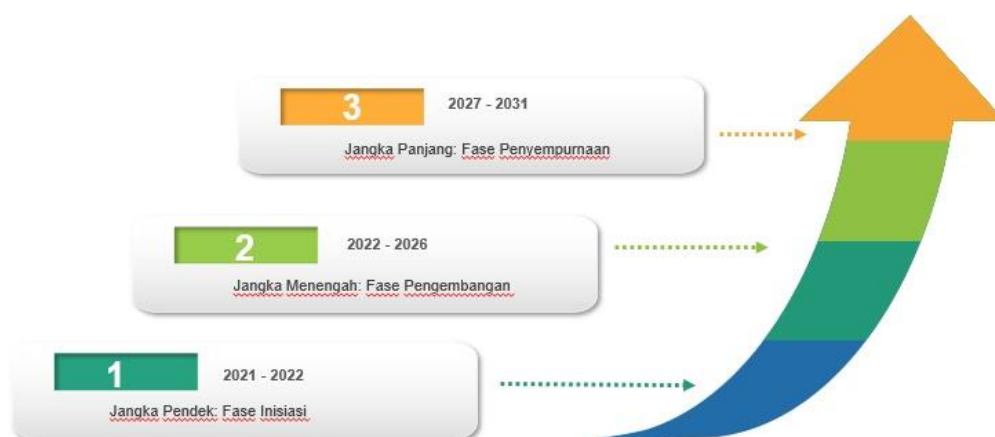 3
2027 - 2031
Jangka Panjang: Fase Penyempurnaan
2
2022 - 2026
Jangka Menengah: Fase Pengembangan
1
2021 - 2022
Jangka Pendek: Fase Inisiasi